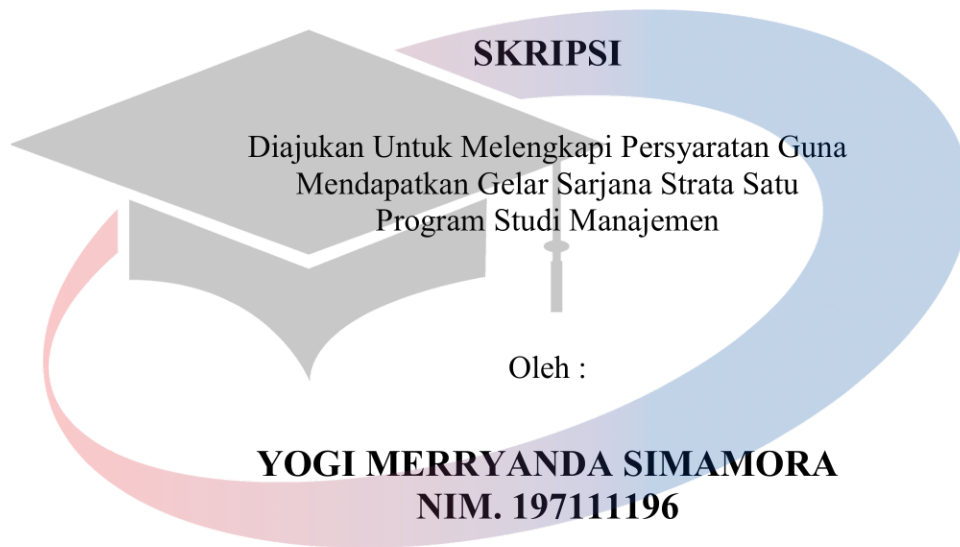 SKRIPSI
Diajukan Untuk Melengkapi Persyaratan Guna
Mendapatkan Gelar Sarjana Strata Satu
Program Studi Manajemen
Oleh :
YOGI MERRYANDA SIMAMORA
NIM. 197111196